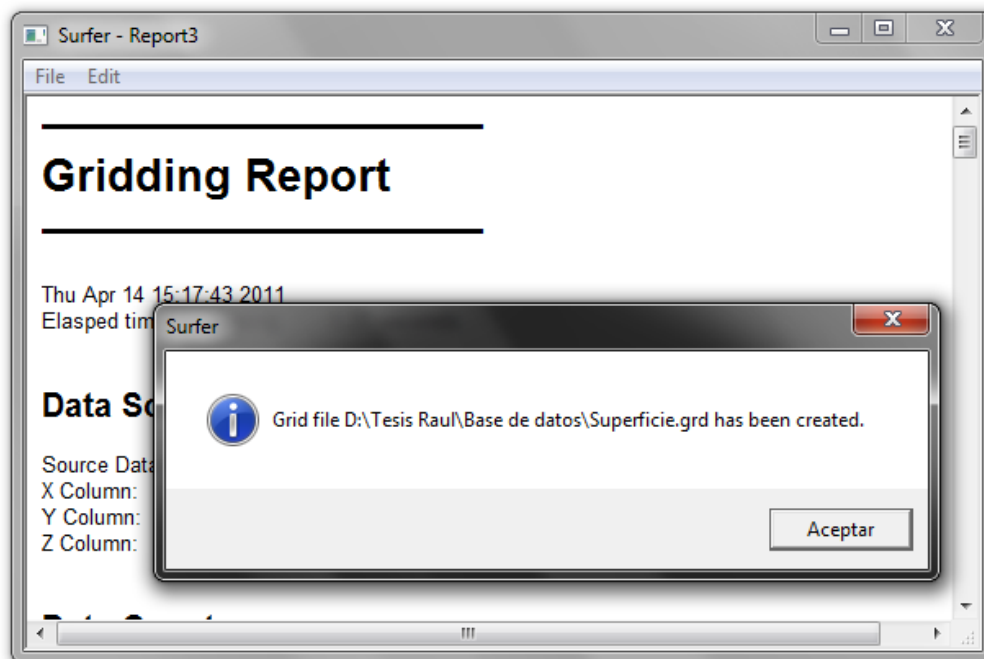 Surfer - Report3
File Edit
Gridding Report
Thu Apr 14 15:17:43 2011
Elasped tim
Surfer
Grid file D:\Tesis Raul\Base de datos\Superficie.grd has been created.
Aceptar
Data So
Source Data
X Column:
Y Column:
Z Column: